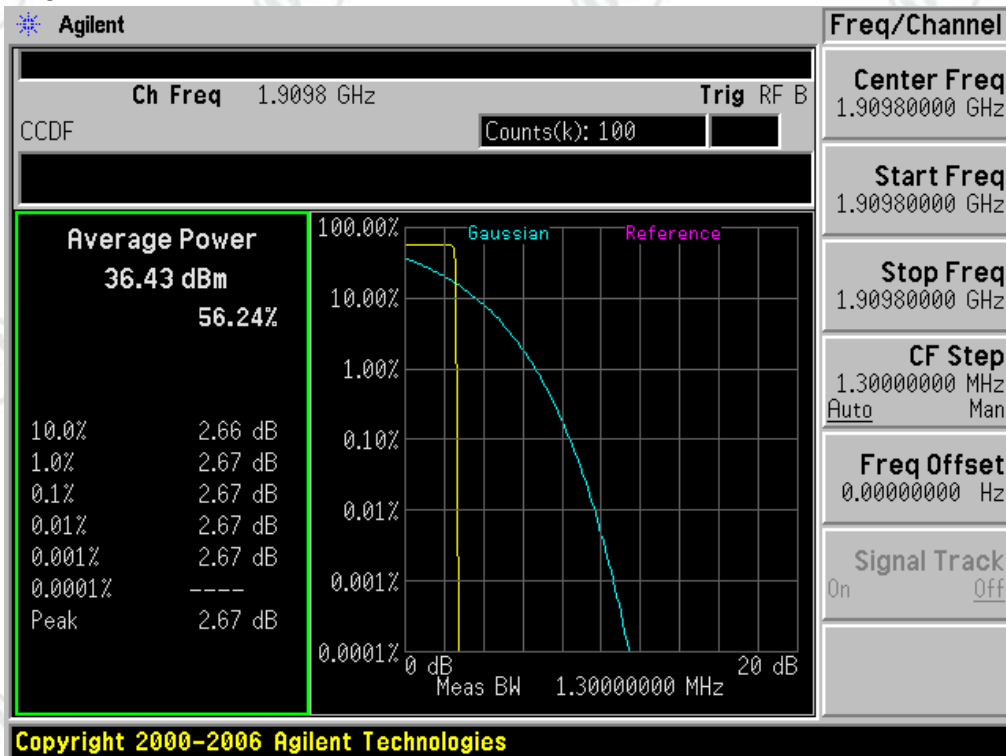 Agilent
Freq/Channel
Ch Freq 1.9098 GHz Trig RF B
CCDF Counts(k): 100
Average Power
36.43 dBm
56.24%
10.0% 2.66 dB
1.0% 2.67 dB
0.1% 2.67 dB
0.01% 2.67 dB
0.001% 2.67 dB
0.0001% ----
Peak 2.67 dB
100.00%
Gaussian Reference
10.00%
1.00%
0.10%
0.01%
0.001%
0.0001%
0 dB 20 dB
Meas BW 1.30000000 MHz
Center Freq
1.90980000 GHz
Start Freq
1.90980000 GHz
Stop Freq
1.90980000 GHz
CF Step
1.30000000 MHz
Auto Man
Freq Offset
0.00000000 Hz
Signal Track
On Off
Copyright 2000-2006 Agilent Technologies